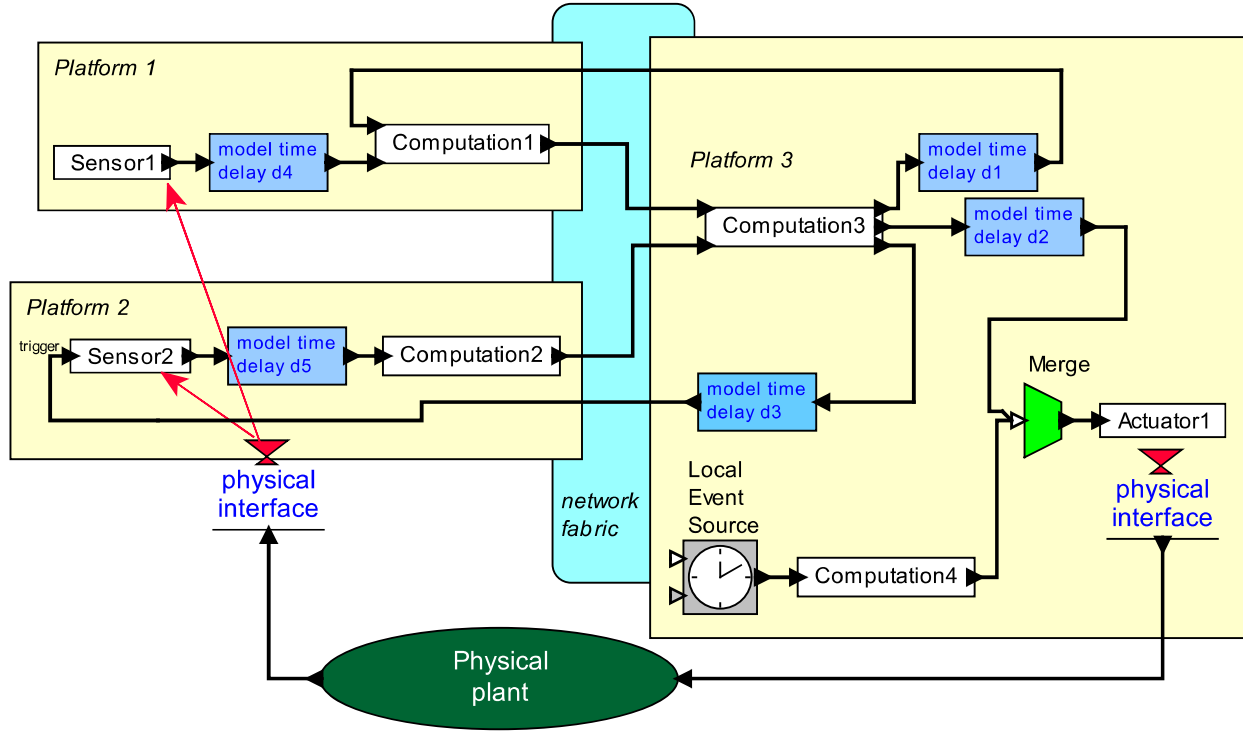 Platform 1
Sensor1
model time
delay d4
Computation1
Platform 3
model time
delay d1
Computation3
model time
delay d2
Platform 2
trigger
Sensor2
model time
delay d5
Computation2
model time
delay d3
Merge
Actuator1
physical
interface
network
fabric
Local
Event
Source
physical
interface
Computation4
Physical
plant